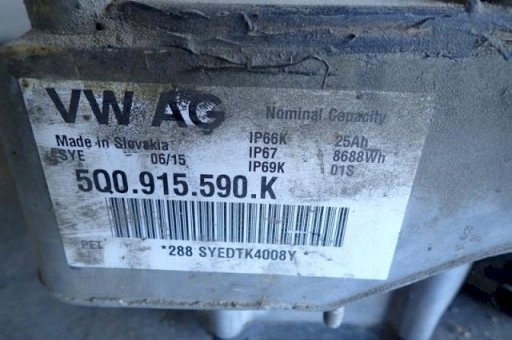 VW AG
Nominal Capacity
Made in Slovakia IP66K 25Ah
SYE 06/15 IP67 8688Wh
IP69K 01S
5Q0.915.590.K
PET *288 SYEDTK4008Y*